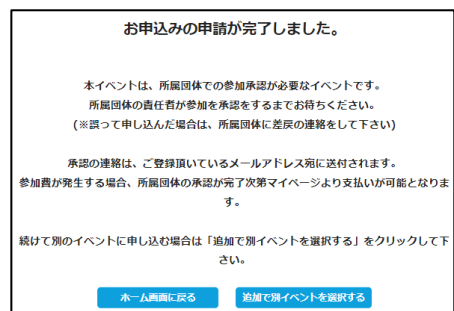 お申込みの申請が完了しました。
本イベントは、所属団体での参加承認が必要なイベントです。
所属団体の責任者が参加を承認をするまでお待ちください。
(※誤って申し込んだ場合は、所属団体に差戻の連絡をして下さい)
承認の連絡は、ご登録頂いているメールアドレス宛に送付されます。
参加費が発生する場合、所属団体の承認が完了次第マイページより支払いが可能となりま
す。
続けて別のイベントに申し込む場合は「追加で別イベントを選択する」をクリックして下
さい。
ホーム画面に戻る 追加で別イベントを選択する